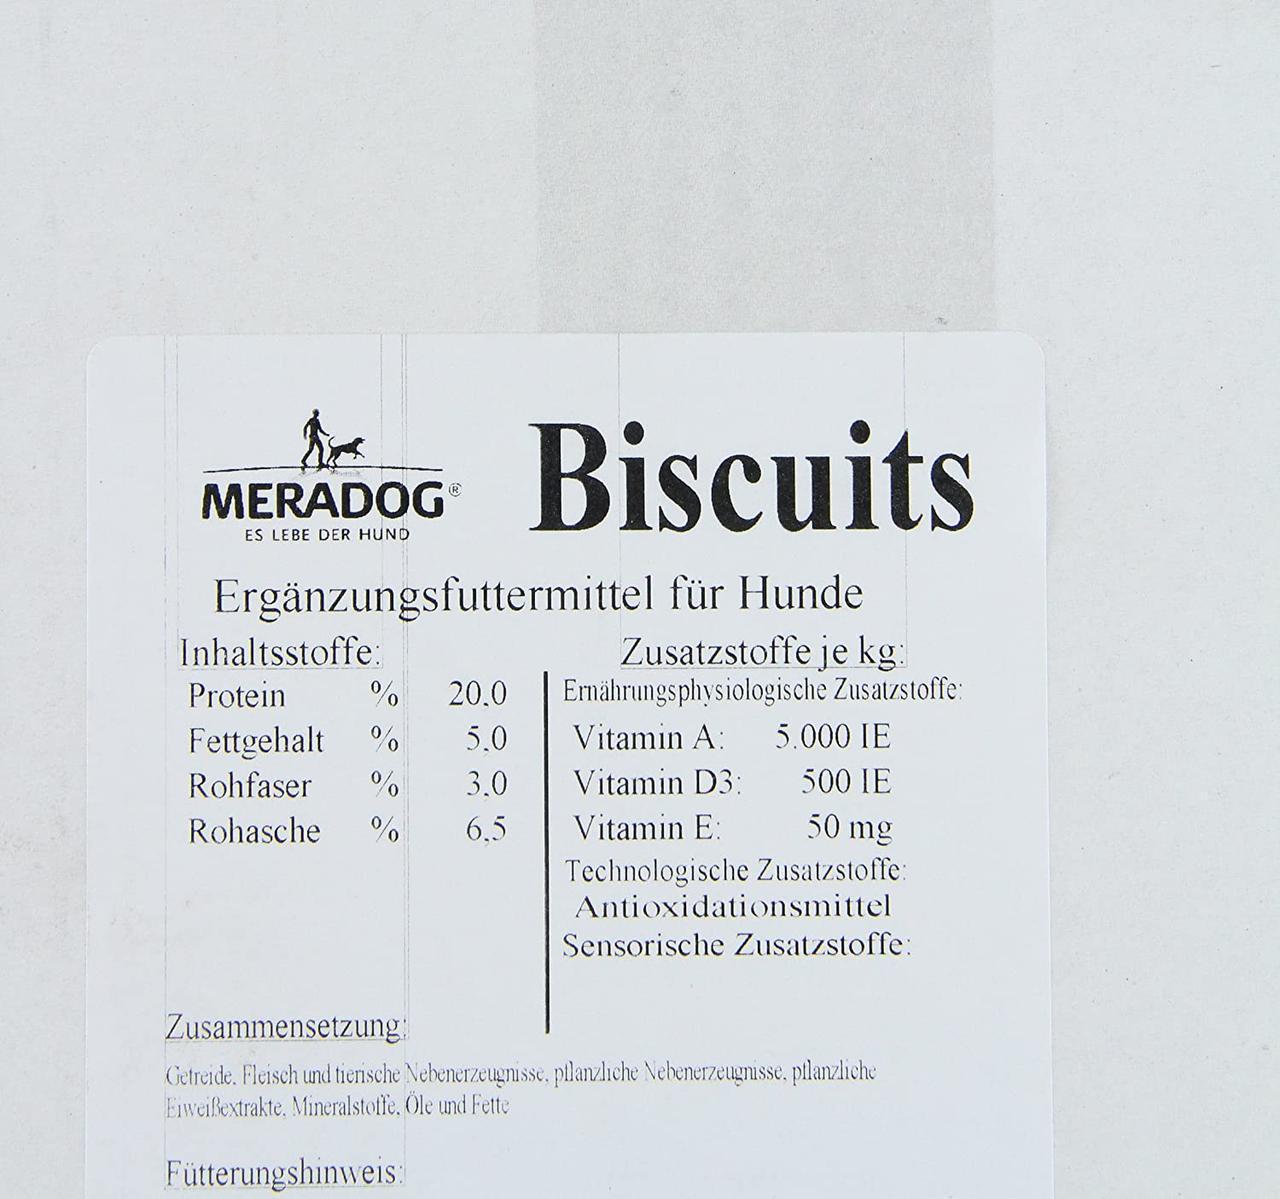 MERADOG®
ES LEBE DER HUND
Biscuits
Ergänzungsfuttermittel für Hunde
Inhaltsstoffe:
Protein % 20,0
Fettgehalt % 5,0
Rohfaser % 3,0
Rohasche % 6,5
Zusatzstoffe je kg:
Ernährungsphysiologische Zusatzstoffe:
Vitamin A: 5.000 IE
Vitamin D3: 500 IE
Vitamin E: 50 mg
Technologische Zusatzstoffe:
Antioxidationsmittel
Sensorische Zusatzstoffe:
Zusammensetzung:
Getreide, Fleisch und tierische Nebenerzeugnisse, pflanzliche Nebenerzeugnisse, pflanzliche
Eiweißextrakte, Mineralstoffe, Öle und Fette
Fütterungshinweis: